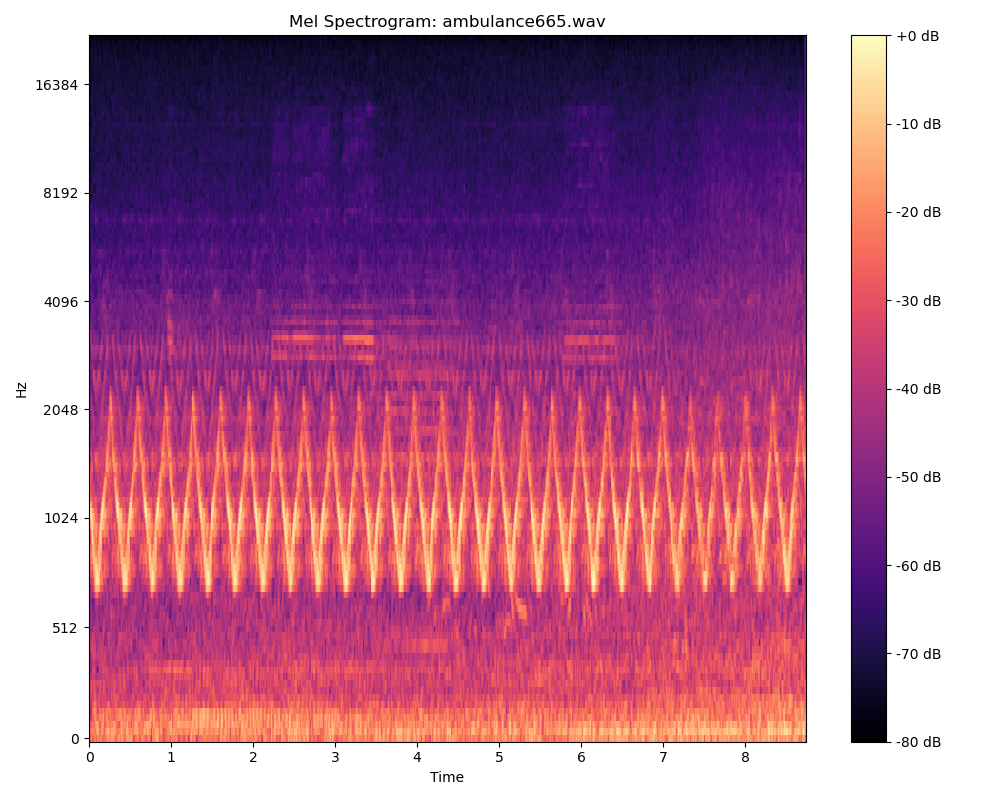 Mel Spectrogram: ambulance665.wav
Hz
16384
8192
4096
2048
1024
512
0
0 1 2 3 4 5 6 7 8
Time
+0 dB
-10 dB
-20 dB
-30 dB
-40 dB
-50 dB
-60 dB
-70 dB
-80 dB